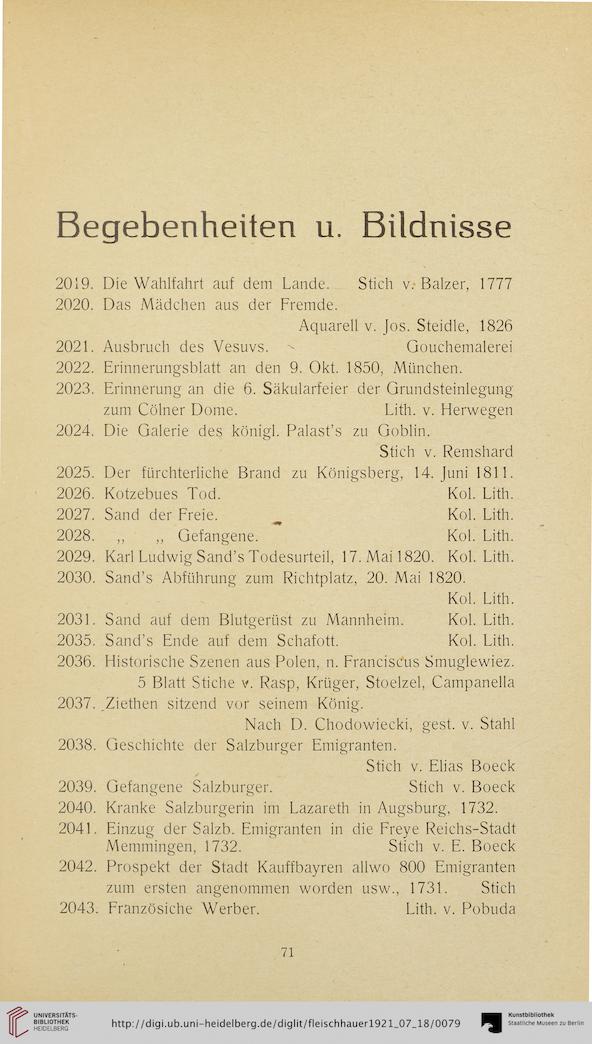 Begebenheiten u. Bildnisse
2019. Die Wahlfahrt auf dem Lande. Stich v. Balzer, 1777
2020. Das Mädchen aus der Fremde.
Aquarell v. Jos. Steidle, 1826
2021. Ausbruch des Vesuvs. Gouchemalerei
2022. Erinnerungsblatt an den 9. Okt. 1850, München.
2023. Erinnerung an die 6. Säkularfeier der Grundsteinlegung
zum Cölner Dome. Lith. v. Herwegen
2024. Die Galerie des königl. Palast's zu Goblin.
Stich v. Remshard
2025. Der fürchterliche Brand zu Königsberg, 14. Juni 1811.
2026. Kotzebues Tod. Kol. Lith.
2027. Sand der Freie. Kol. Lith.
2028. „ „ Gefangene. Kol. Lith.
2029. Karl Ludwig Sand's Todesurteil, 17. Mai 1820. Kol. Lith.
2030. Sand's Abführung zum Richtplatz, 20. Mai 1820.
Kol. Lith.
2031. Sand auf dem Blutgerüst zu Mannheim. Kol. Lith.
2035. Sand's Ende auf dem Schafott. Kol. Lith.
2036. Historische Szenen aus Polen, n. Franciscus Smuglewiez.
5 Blatt Stiche v. Rasp, Krüger, Stoelzel, Campanella
2037. Ziethen sitzend vor seinem König.
Nach D. Chodowiecki, gest. v. Stahl
2038. Geschichte der Salzburger Emigranten.
Stich v. Elias Boeck
2039. Gefangene Salzburger. Stich v. Boeck
2040. Kranke Salzburgerin im Lazareth in Augsburg, 1732.
2041. Einzug der Salzb. Emigranten in die Freye Reichs-Stadt
Memmingen, 1732. Stich v. E. Boeck
2042. Prospekt der Stadt Kauffbayren allwo 800 Emigranten
zum ersten angenommen worden usw., 1731. Stich
2043. Französiche Werber. Lith. v. Pobuda
71
UNIVERSITÄTS-
BIBLIOTHEK
HEIDELBERG
http://digi.ub.uni-heidelberg.de/diglit/fleischhauer1921_07_18/0079
Kunstbibliothek
Staatliche Museen zu Berlin